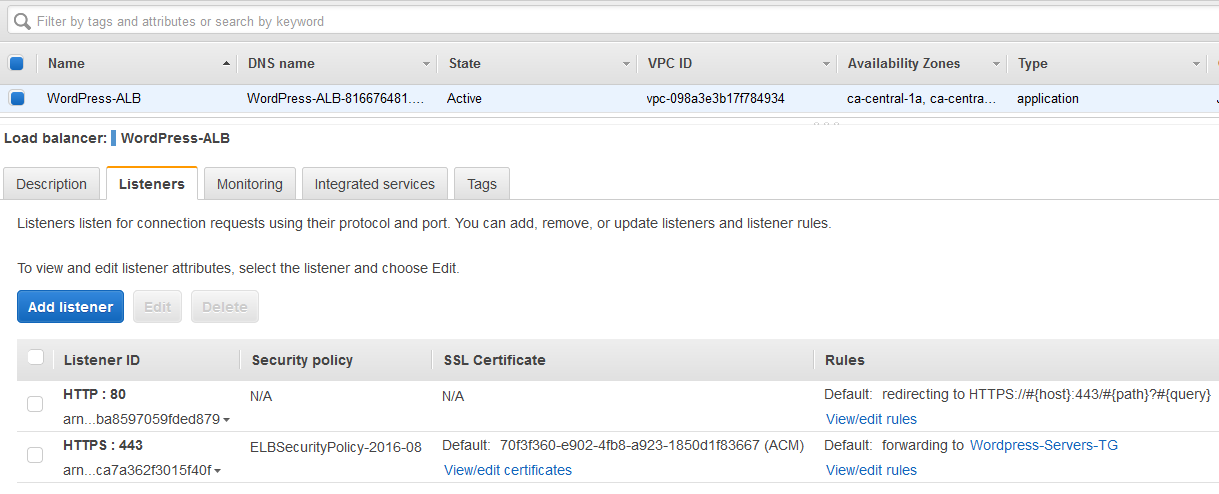 Filter by tags and attributes or search by keyword
Name DNS name State VPC ID Availability Zones Type
WordPress-ALB WordPress-ALB-816676481.... Active vpc-098a3e3b17f784934 ca-central-1a, ca-centra... application
Load balancer: WordPress-ALB
Description Listeners Monitoring Integrated services Tags
Listeners listen for connection requests using their protocol and port. You can add, remove, or update listeners and listener rules.
To view and edit listener attributes, select the listener and choose Edit.
Add listener Edit Delete
Listener ID Security policy SSL Certificate Rules
HTTP : 80 N/A N/A Default: redirecting to HTTPS://#{host}:443/#{path}?#{query}
arn...ba8597059fded879 View/edit rules
HTTPS : 443 ELBSecurityPolicy-2016-08 Default: 70f3f360-e902-4fb8-a923-1850d1f83667 (ACM) Default: forwarding to Wordpress-Servers-TG
arn...ca7a362f3015f40f View/edit certificates View/edit rules